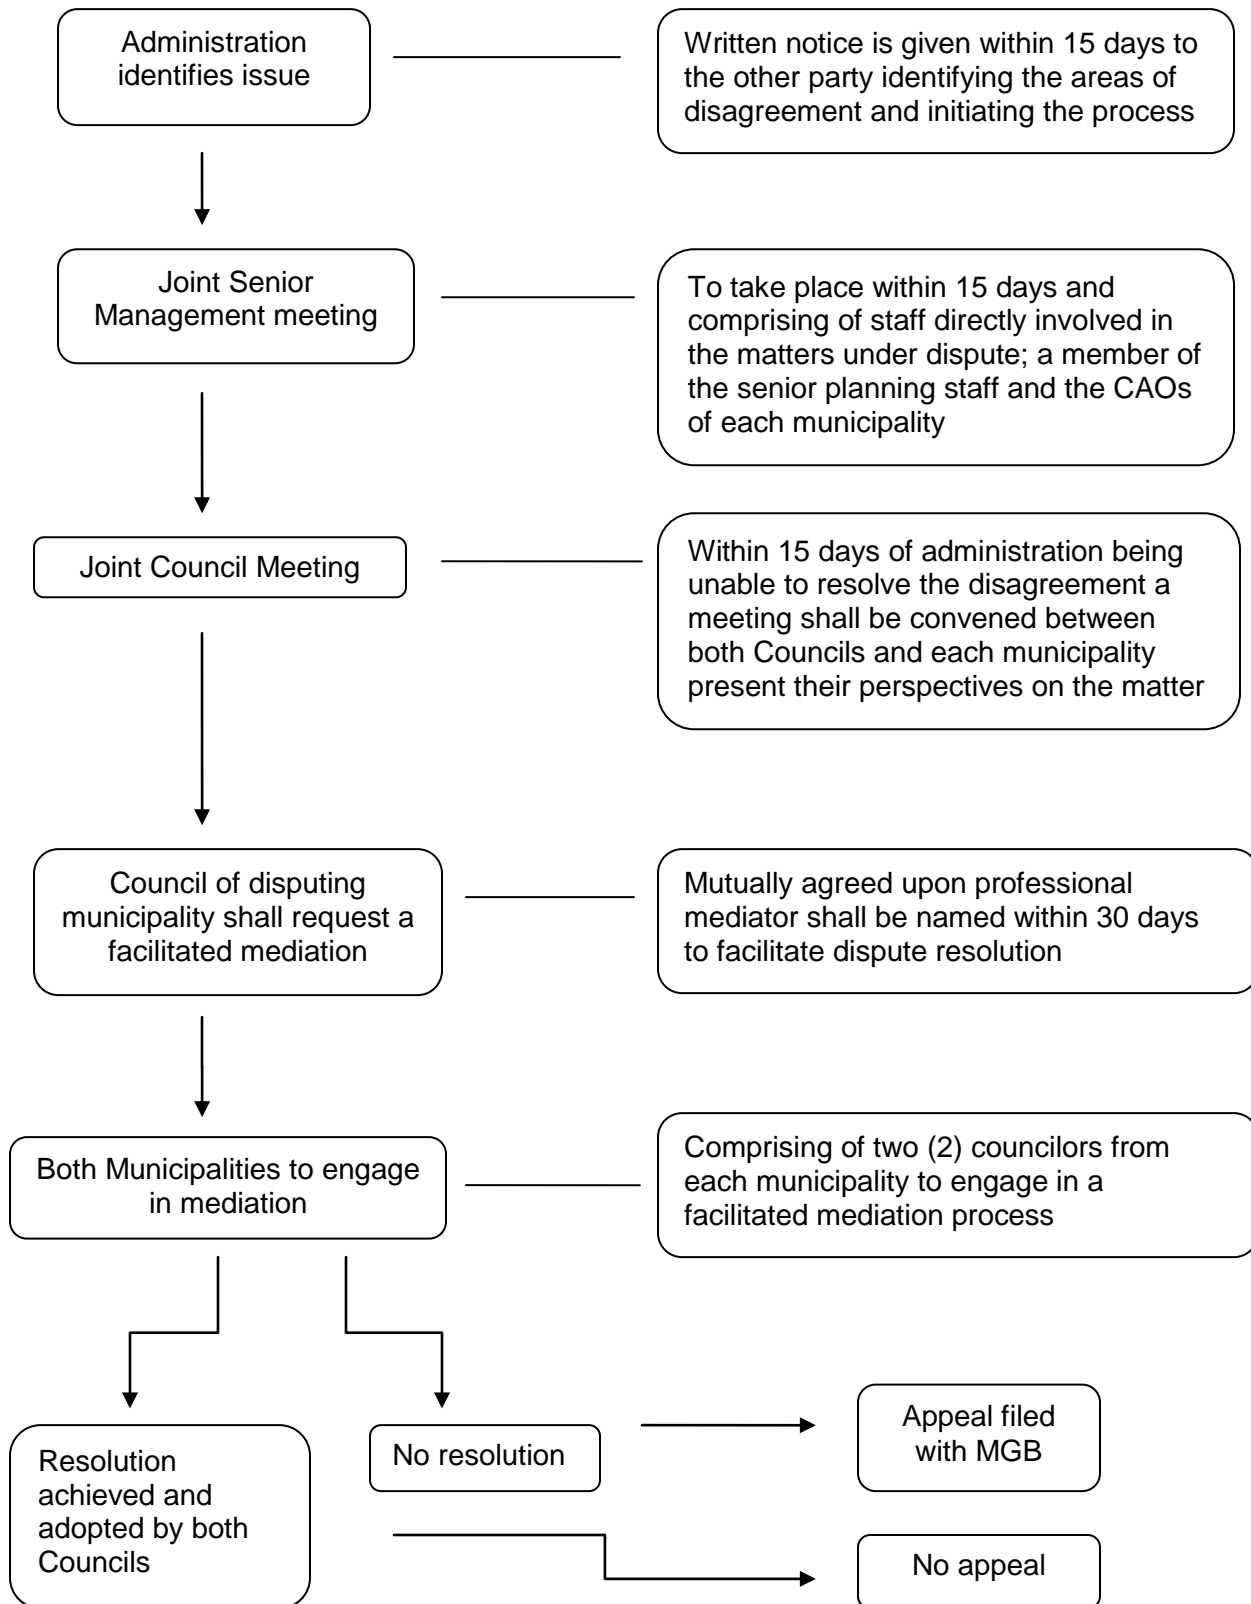 Administration
identifies issue
Written notice is given within 15 days to
the other party identifying the areas of
disagreement and initiating the process
Joint Senior
Management meeting
To take place within 15 days and
comprising of staff directly involved in
the matters under dispute; a member of
the senior planning staff and the CAOs
of each municipality
Joint Council Meeting
Within 15 days of administration being
unable to resolve the disagreement a
meeting shall be convened between
both Councils and each municipality
present their perspectives on the matter
Council of disputing
municipality shall request a
facilitated mediation
Mutually agreed upon professional
mediator shall be named within 30 days
to facilitate dispute resolution
Both Municipalities to engage
in mediation
Comprising of two (2) councilors from
each municipality to engage in a
facilitated mediation process
Resolution
achieved and
adopted by both
Councils
No resolution
Appeal filed
with MGB
No appeal